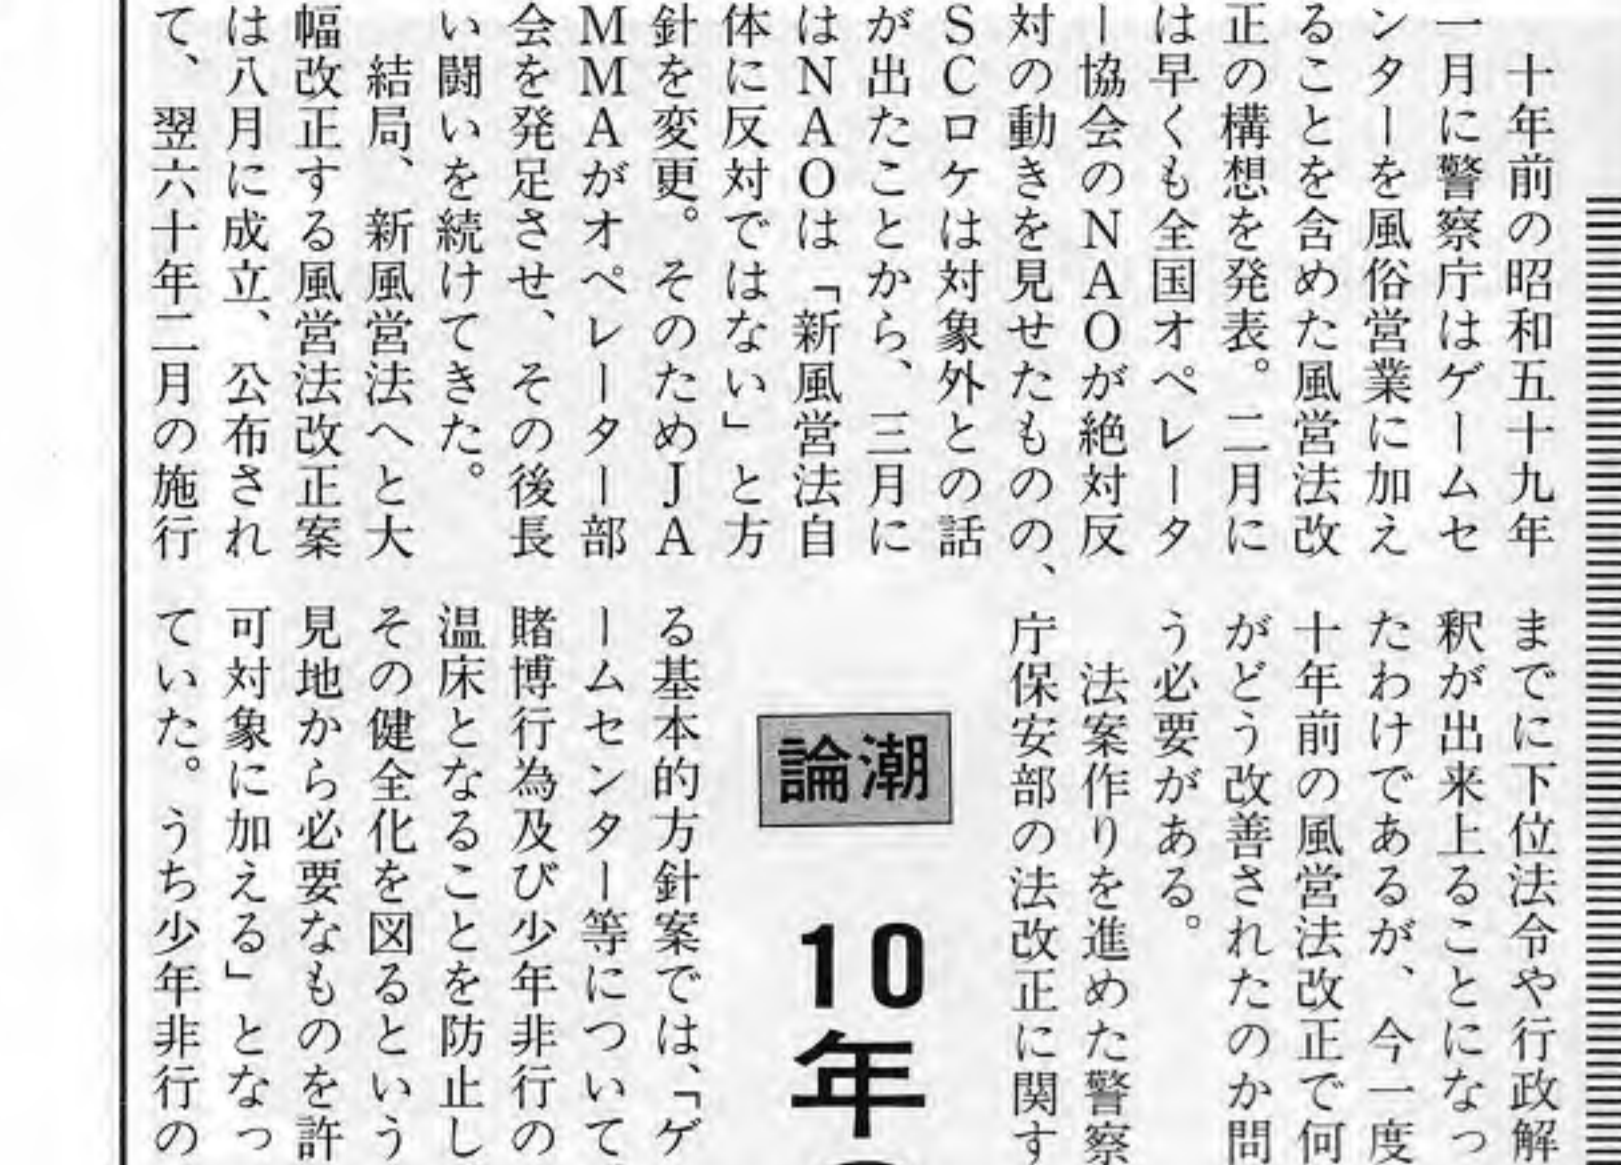 十年前の昭和五十九年
一月に警察庁はゲームセ
ンターを風俗営業に加え
ることを含めた風営法改
正の構想を発表。二月に
は早くも全国オペレータ
ー協会のNAOが絶対反
対の動きを見せたものの、
SCロケは対象外との話
が出たことから、三月に
はNAOは「新風営法自
体に反対ではない」と方
針を変更。そのためJA
MMAがオペレーター部
会を発足させ、その後長
い闘いを続けてきた。
結局、新風営法へと大
幅改正する風営法改正案
は八月に成立、公布され
て、翌六十年二月の施行
までに下位法令や行政解
釈が出来上ることになっ
たわけであるが、今一度
十年前の風営法改正で何
がどう改善されたのか問
う必要がある。
法案作りを進めた警察
庁保安部の法改正に関す
論潮
10年
る基本的方針案では、「ゲ
ームセンター等について
賭博行為及び少年非行の
温床となることを防止し
その健全化を図るという
見地から必要なものを許
可対象に加える」となっ
ていた。うち少年非行の